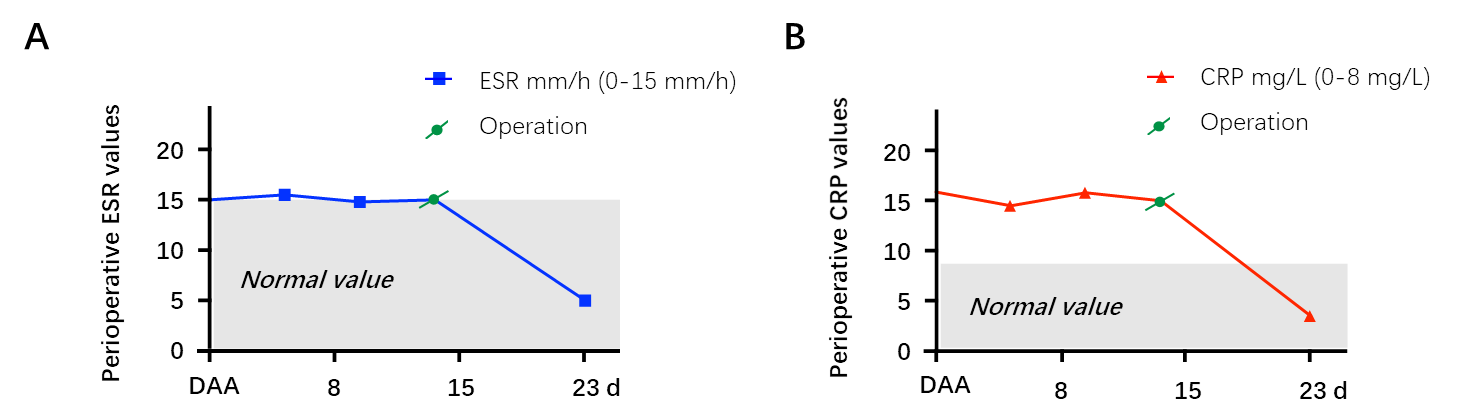 A
ESR mm/h (0-15 mm/h)
Operation
Perioperative ESR values
20
15
10
5
0
Normal value
DAA 8 15 23 d
B
CRP mg/L (0-8 mg/L)
Operation
Perioperative CRP values
20
15
10
5
0
Normal value
DAA 8 15 23 d